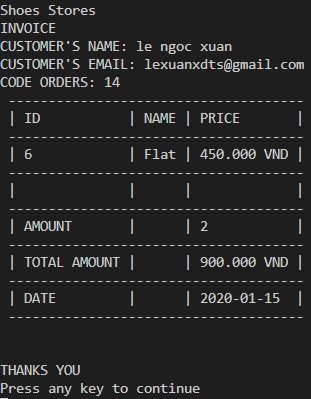 Shoes Stores
INVOICE
CUSTOMER'S NAME: le ngoc xuan
CUSTOMER'S EMAIL: lexuanxdts@gmail.com
CODE ORDERS: 14
---------------------------------
| ID           | NAME | PRICE       |
---------------------------------
| 6            | Flat | 450.000 VND |
---------------------------------
|              |      |             |
---------------------------------
| AMOUNT       |      | 2           |
---------------------------------
| TOTAL AMOUNT |      | 900.000 VND |
---------------------------------
| DATE         |      | 2020-01-15  |
---------------------------------
THANKS YOU
Press any key to continue